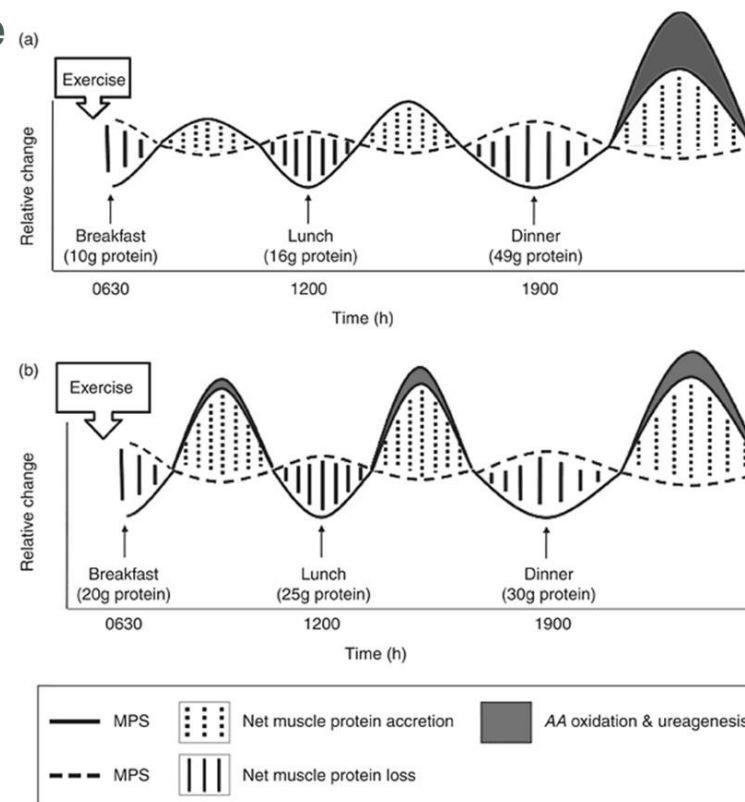 e
(a)
Exercise
Relative change
Breakfast
(10g protein)
Lunch
(16g protein)
Dinner
(49g protein)
0630
1200
1900
Time (h)
(b)
Exercise
Relative change
Breakfast
(20g protein)
Lunch
(25g protein)
Dinner
(30g protein)
0630
1200
1900
Time (h)
MPS
Net muscle protein accretion
AA oxidation & ureagenesis
MPS
Net muscle protein loss